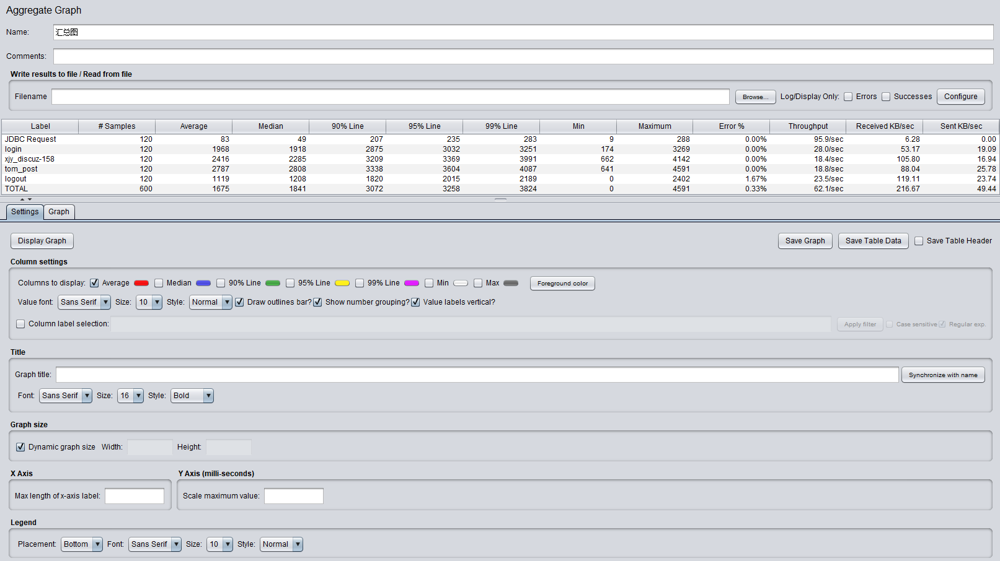 Aggregate Graph
Name: 汇总图
Comments:
Write results to file / Read from file
Filename Browse... Log/Display Only: Errors Successes Configure
Label # Samples Average Median 90% Line 95% Line 99% Line Min Maximum Error % Throughput Received KB/sec Sent KB/sec
JDBC Request 120 83 49 207 235 283 9 288 0.00% 95.9/sec 6.28 0.00
login 120 1968 1918 2875 3032 3251 174 3269 0.00% 28.0/sec 53.17 19.09
xjy_discuz-158 120 2416 2285 3209 3369 3991 662 4142 0.00% 18.4/sec 105.80 16.94
tom_post 120 2787 2808 3338 3604 4087 641 4591 0.00% 18.8/sec 88.04 25.78
logout 120 1119 1208 1820 2015 2189 0 2402 1.67% 23.5/sec 119.11 23.74
TOTAL 600 1675 1841 3072 3258 3824 0 4591 0.33% 62.1/sec 216.67 49.44
Settings Graph
Display Graph Save Graph Save Table Data Save Table Header
Column settings
Columns to display: Average Median 90% Line 95% Line 99% Line Min Max Foreground color
Value font: Sans Serif Size: 10 Style: Normal Draw outlines bar? Show number grouping? Value labels vertical?
Column label selection: Apply filter Case sensitive Regular exp.
Title
Graph title: Synchronize with name
Font: Sans Serif Size: 16 Style: Bold
Graph size
Dynamic graph size Width: Height:
X Axis Y Axis (milli-seconds)
Max length of x-axis label: Scale maximum value:
Legend
Placement: Bottom Font: Sans Serif Size: 10 Style: Normal